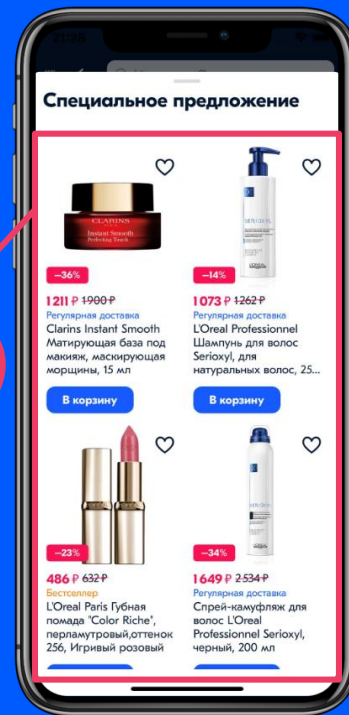 21:38
Специальное предложение
CLARINS
Instant Smooth
Perfecting Touch
–36%
1 211 ₽ 1900 ₽
Регулярная доставка
Clarins Instant Smooth
Матирующая база под
макияж, маскирующая
морщины, 15 мл
В корзину
–14%
1 073 ₽ 1 262 ₽
Регулярная доставка
L'Oreal Professionnel
Шампунь для волос
Serioxyl, для
натуральных волос, 25...
В корзину
–23%
486 ₽ 632 ₽
Бестселлер
L'Oreal Paris Губная
помада "Color Riche",
перламутровый,оттенок
256, Игривый розовый
–34%
1 649 ₽ 2 534 ₽
Регулярная доставка
Спрей-камуфляж для
волос L'Oreal
Professionnel Serioxyl,
черный, 200 мл